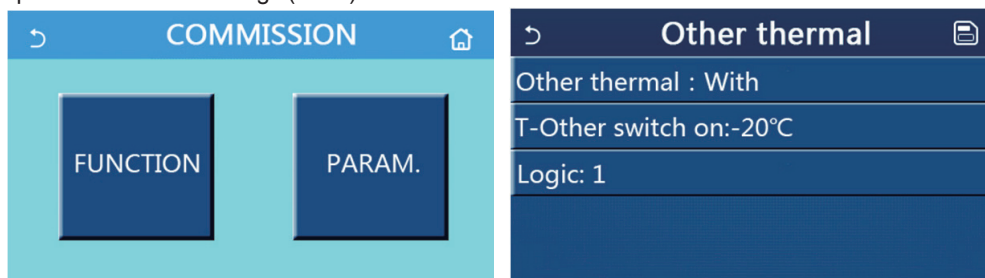 COMMISSION
FUNCTION
PARAM.
Other thermal
Other thermal : With
T-Other switch on:-20℃
Logic: 1